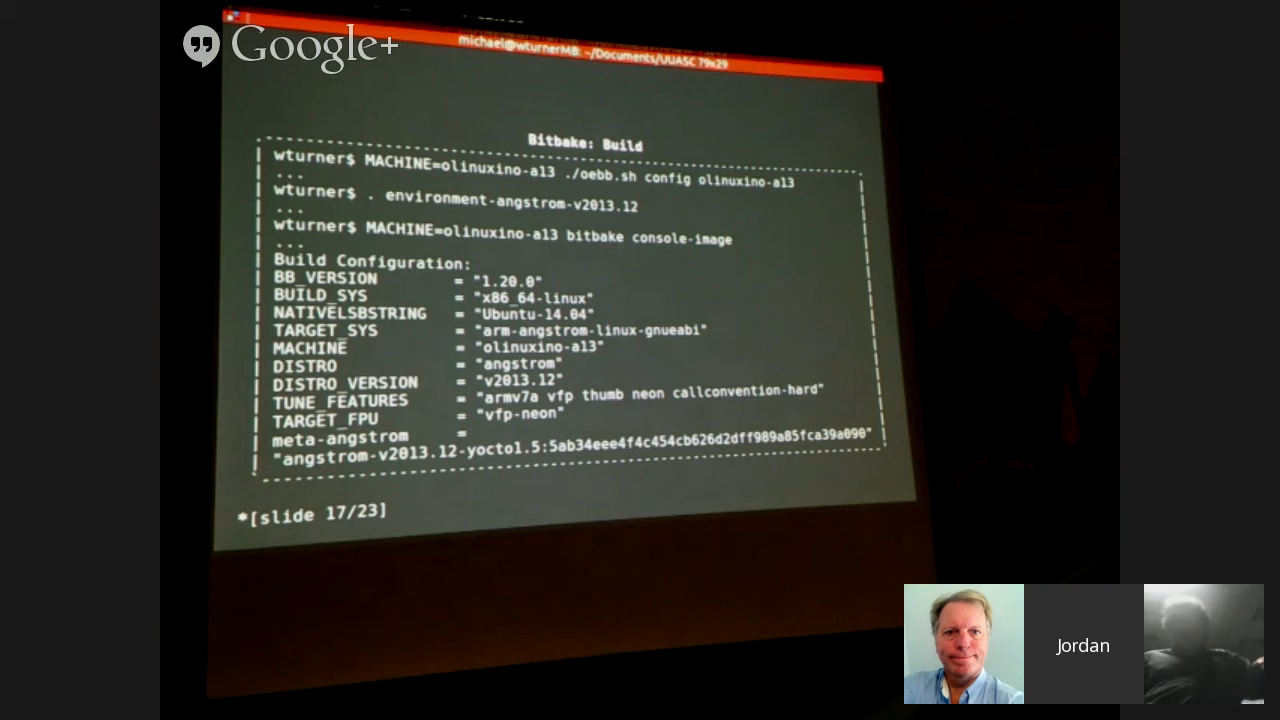 Google+
michael@wturnerMB: ~/Documents/UUASC 79x29
Bitbake: Build
wturner$ MACHINE=olinuxino-a13 ./oebb.sh config olinuxino-a13
...
wturner$ . environment-angstrom-v2013.12
...
wturner$ MACHINE=olinuxino-a13 bitbake console-image
...
Build Configuration:
BB_VERSION = "1.20.0"
BUILD_SYS = "x86_64-linux"
NATIVELSBSTRING = "Ubuntu-14.04"
TARGET_SYS = "arm-angstrom-linux-gnueabi"
MACHINE = "olinuxino-a13"
DISTRO = "angstrom"
DISTRO_VERSION = "v2013.12"
TUNE_FEATURES = "armv7a vfp thumb neon callconvention-hard"
TARGET_FPU = "vfp-neon"
meta-angstrom =
"angstrom-v2013.12-yocto1.5:5ab34eee4f4c454cb626d2dff989a85fca39a090"
*[slide 17/23]
Jordan